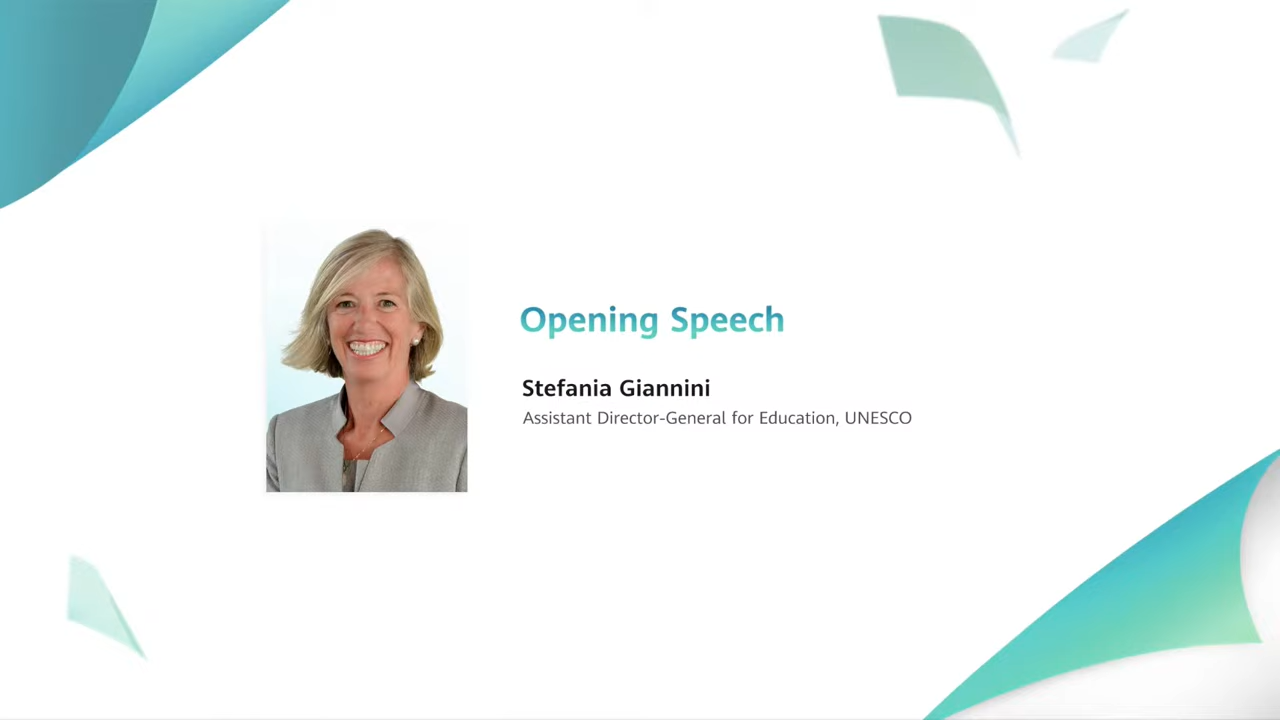 Opening Speech
Stefania Giannini
Assistant Director-General for Education, UNESCO